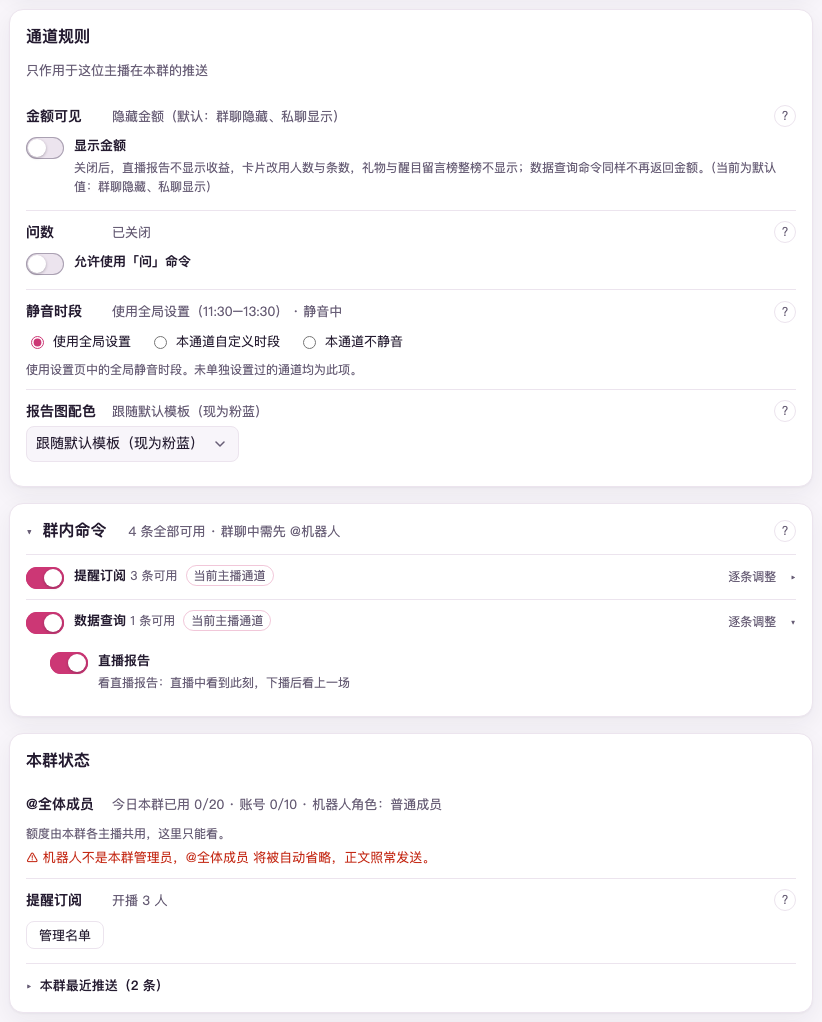 通道规则
只作用于这位主播在本群的推送
金额可见 隐藏金额（默认：群聊隐藏、私聊显示） ?
显示金额
关闭后，直播报告不显示收益，卡片改用人数与条数，礼物与醒目留言榜整榜不显示；数据查询命令同样不再返回金额。（当前为默认
值：群聊隐藏、私聊显示）
问数 已关闭 ?
允许使用「问」命令
静音时段 使用全局设置（11:30—13:30） · 静音中 ?
使用全局设置 本通道自定义时段 本通道不静音
使用设置页中的全局静音时段。未单独设置过的通道均为此项。
报告图配色 跟随默认模板（现为粉蓝） ?
跟随默认模板（现为粉蓝）
群内命令 4 条全部可用 · 群聊中需先 @机器人 ?
提醒订阅 3 条可用 当前主播通道 逐条调整
数据查询 1 条可用 当前主播通道 逐条调整
直播报告
看直播报告：直播中看到此刻，下播后看上一场
本群状态
@全体成员 今日本群已用 0/20 · 账号 0/10 · 机器人角色：普通成员
额度由本群各主播共用，这里只能看。
⚠ 机器人不是本群管理员，@全体成员 将被自动省略，正文照常发送。
提醒订阅 开播 3 人 ?
管理名单
本群最近推送（2 条）